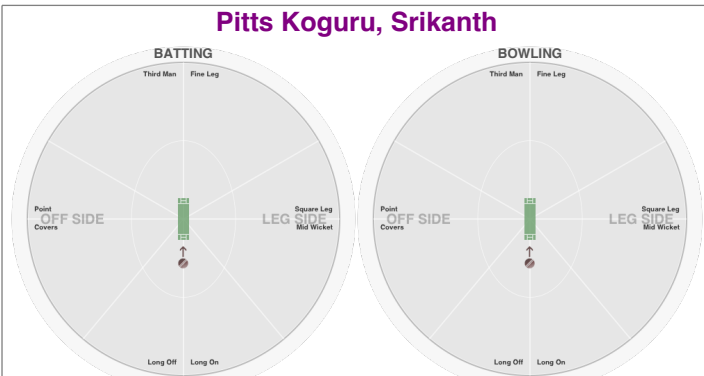 Pitts Koguru, Srikanth
BATTING
Third Man Fine Leg
Point
OFF SIDE
Covers
Square Leg
LEG SIDE
Mid Wicket
Long Off Long On
BOWLING
Third Man Fine Leg
Point
OFF SIDE
Covers
Square Leg
LEG SIDE
Mid Wicket
Long Off Long On